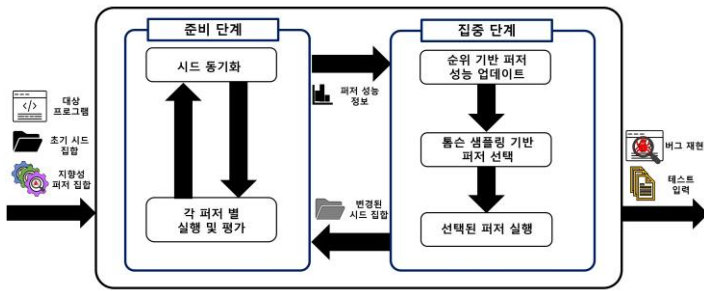 준비 단계
집중 단계
시드 동기화
순위 기반 퍼저
성능 업데이트
퍼저 성능
정보
</>
대상
프로그램
초기 시드
집합
지향성
퍼저 집합
톰슨 샘플링 기반
퍼저 선택
버그 재현
테스트
입력
각 퍼저 별
실행 및 평가
변경된
시드 집합
선택된 퍼저 실행